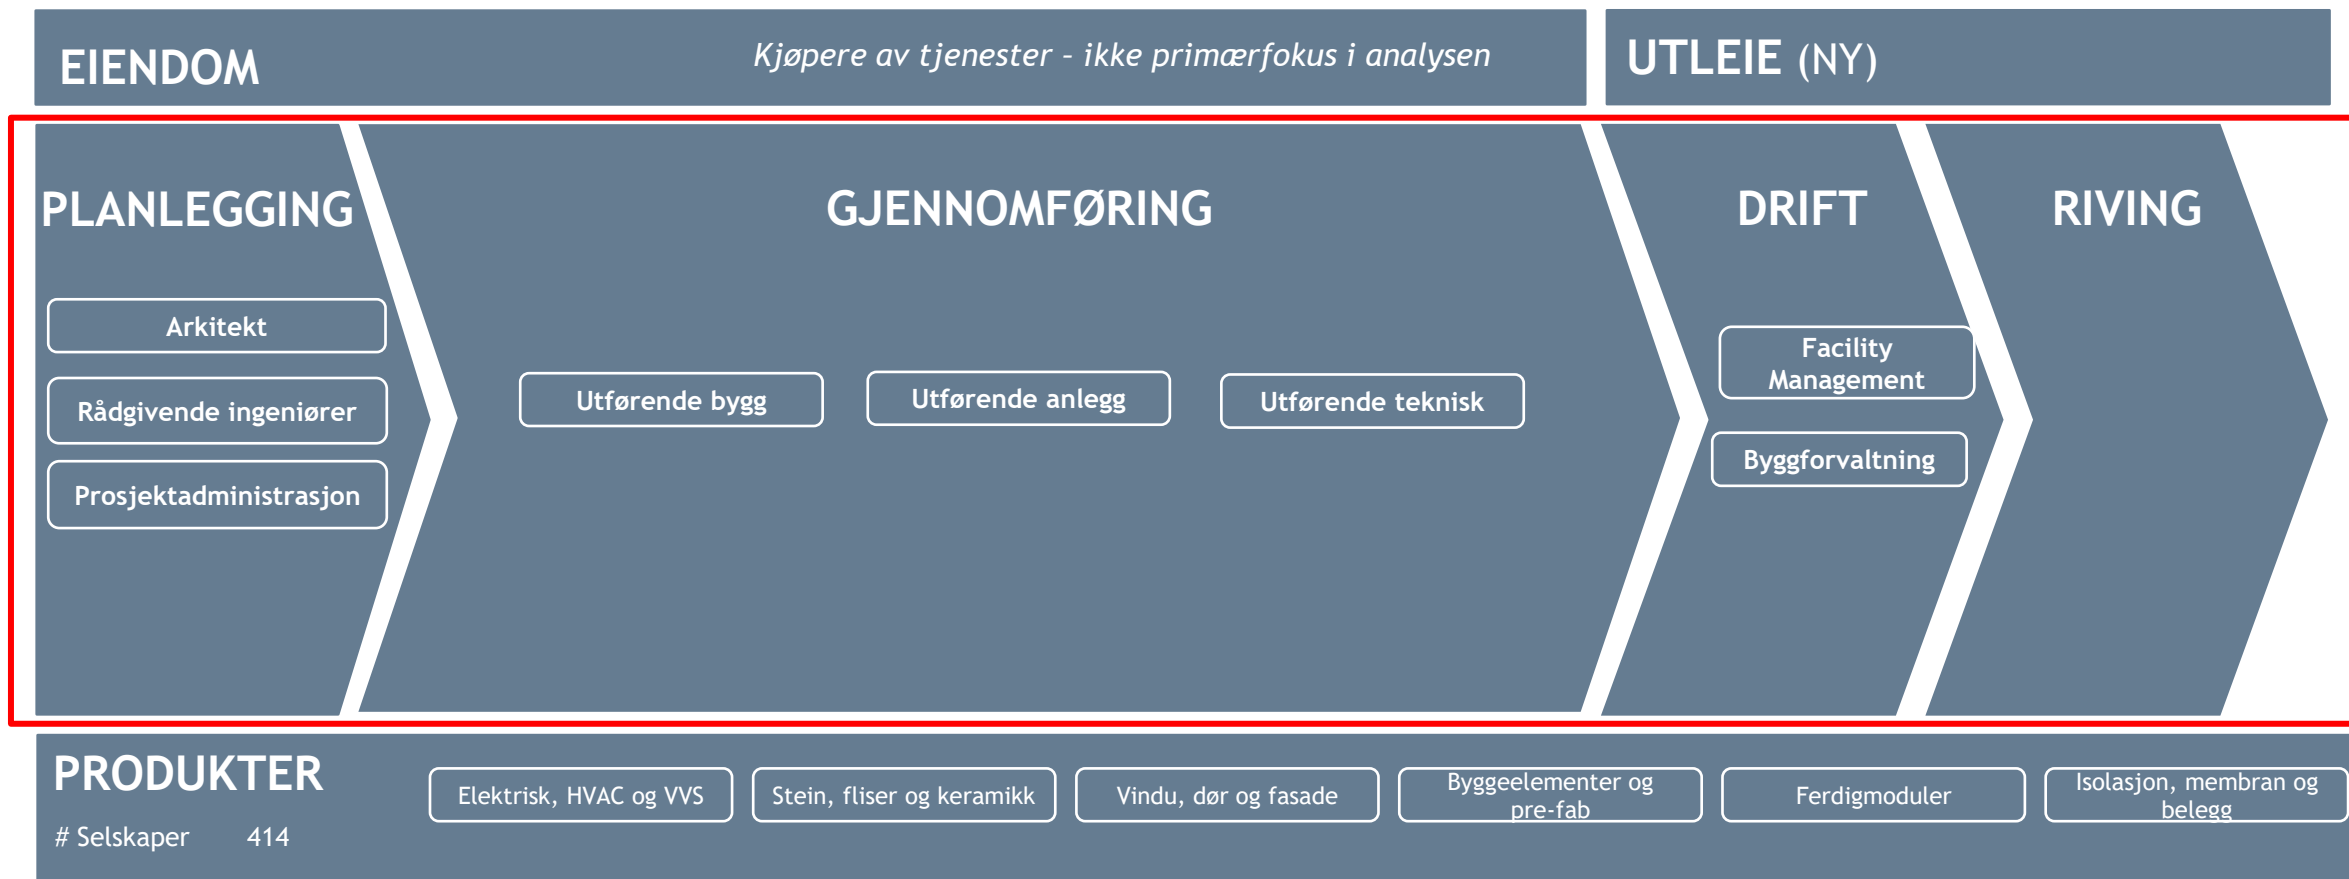 EIENDOM
Kjøpere av tjenester – ikke primærfokus i analysen
UTLEIE (NY)
PLANLEGGING
GJENNOMFØRING
DRIFT
RIVING
Arkitekt
Rådgivende ingeniører
Prosjektadministrasjon
Utførende bygg
Utførende anlegg
Utførende teknisk
Facility
Management
Byggforvaltning
PRODUKTER
# Selskaper 414
Elektrisk, HVAC og VVS
Stein, fliser og keramikk
Vindu, dør og fasade
Byggeelementer og
pre-fab
Ferdigmoduler
Isolasjon, membran og
belegg